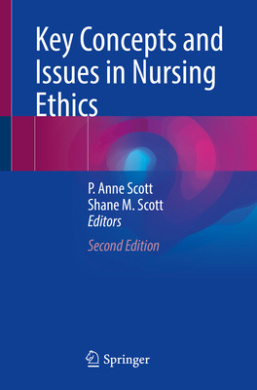 Key Concepts and
Issues in Nursing
Ethics
P. Anne Scott
Shane M. Scott
Editors
Second Edition
Springer